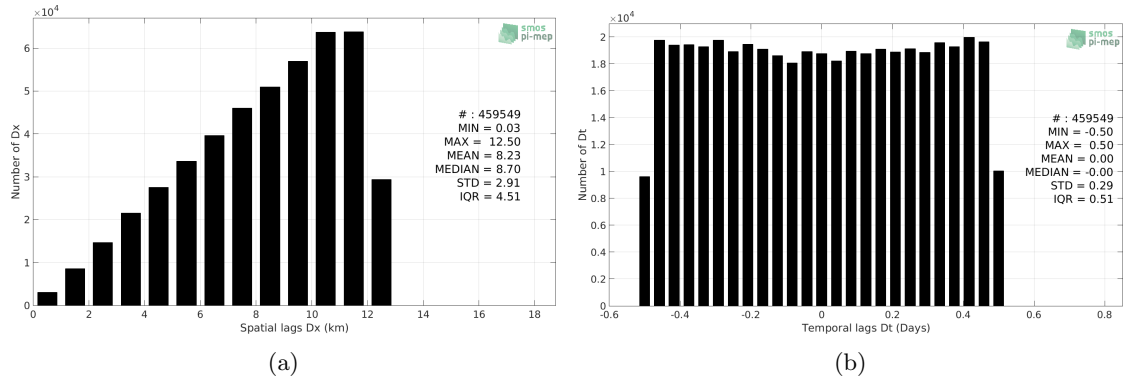 ×10⁴
smos
pi-mep
6
5
4
3
2
1
0
Number of Dx
# : 459549
MIN = 0.03
MAX = 12.50
MEAN = 8.23
MEDIAN = 8.70
STD = 2.91
IQR = 4.51
0 2 4 6 8 10 12 14 16 18
Spatial lags Dx (km)
(a)
×10⁴
smos
pi-mep
2
1.8
1.6
1.4
1.2
1
0.8
0.6
0.4
0.2
0
Number of Dt
# : 459549
MIN = -0.50
MAX = 0.50
MEAN = 0.00
MEDIAN = -0.00
STD = 0.29
IQR = 0.51
-0.6 -0.4 -0.2 0 0.2 0.4 0.6 0.8
Temporal lags Dt (Days)
(b)